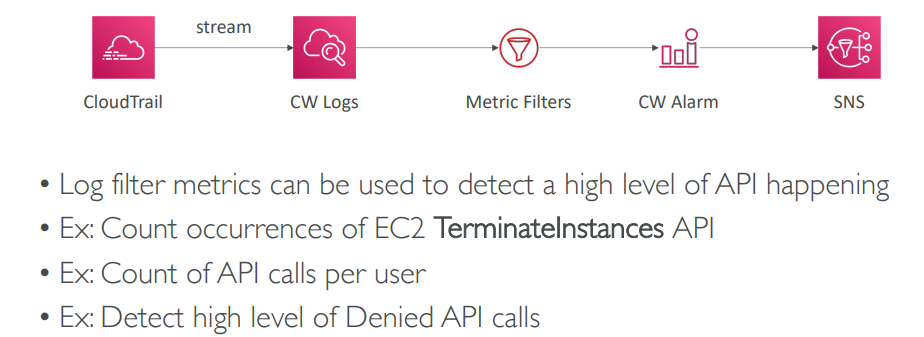 stream
CloudTrail
CW Logs
Metric Filters
CW Alarm
SNS
• Log filter metrics can be used to detect a high level of API happening
• Ex: Count occurrences of EC2 TerminateInstances API
• Ex: Count of API calls per user
• Ex: Detect high level of Denied API calls